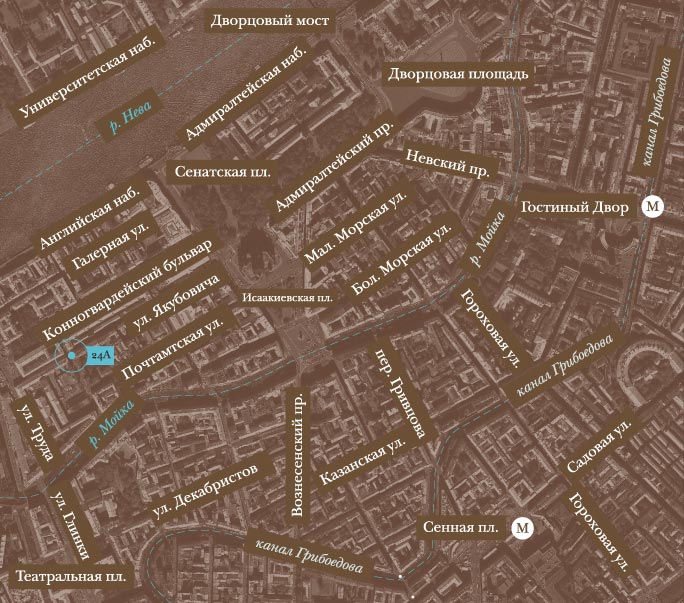 Дворцовый мост
Университетская наб.
р. Нева
Адмиралтейская наб.
Дворцовая площадь
канал Грибоедова
Сенатская пл.
Адмиралтейский пр.
Невский пр.
Английская наб.
Галерная ул.
Мал. Морская ул.
Гостиный Двор М
р. Мойка
Конногвардейский бульвар
Бол. Морская ул.
ул. Якубовича
Исаакиевская пл.
Гороховая ул.
24А
Почтамтская ул.
канал Грибоедова
пер. Гривцова
р. Мойка
ул. Труда
Вознесенский пр.
Казанская ул.
Садовая ул.
ул. Декабристов
ул. Глинки
Сенная пл. М
Гороховая ул.
канал Грибоедова
Театральная пл.